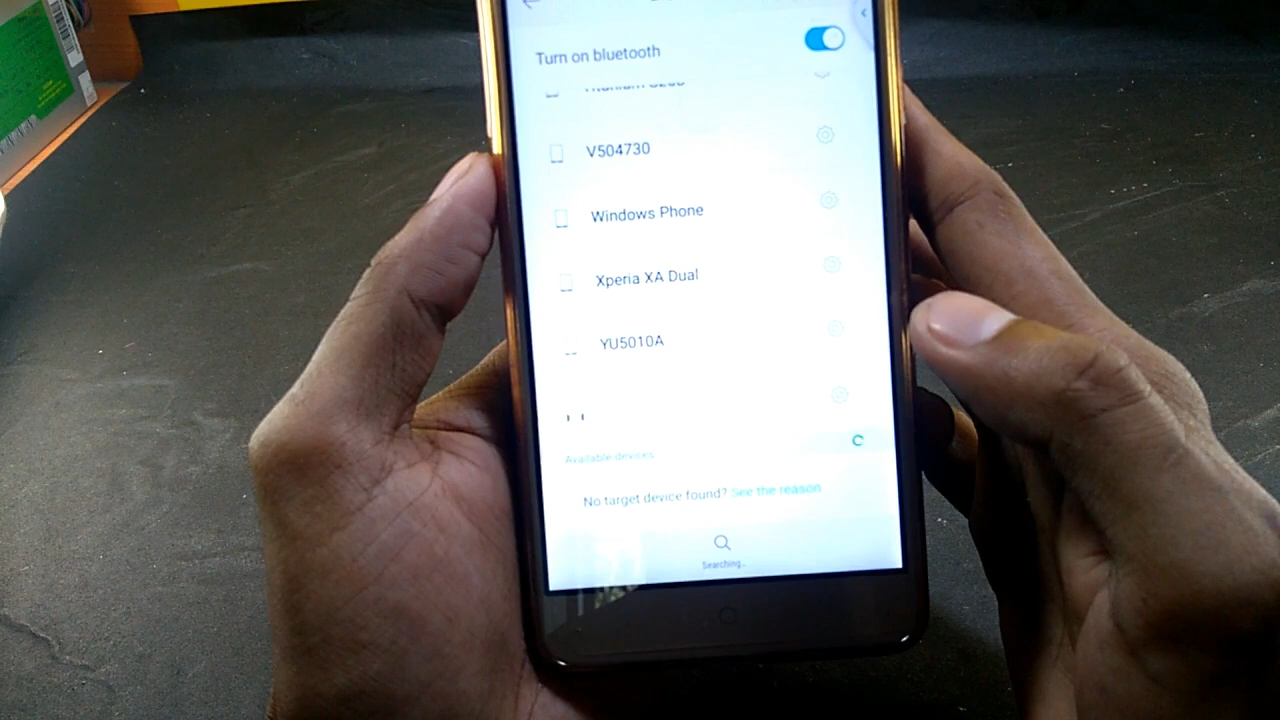 Turn on bluetooth
V504730
Windows Phone
Xperia XA Dual
YU5010A
Available devices
No target device found? See the reason
Searching..